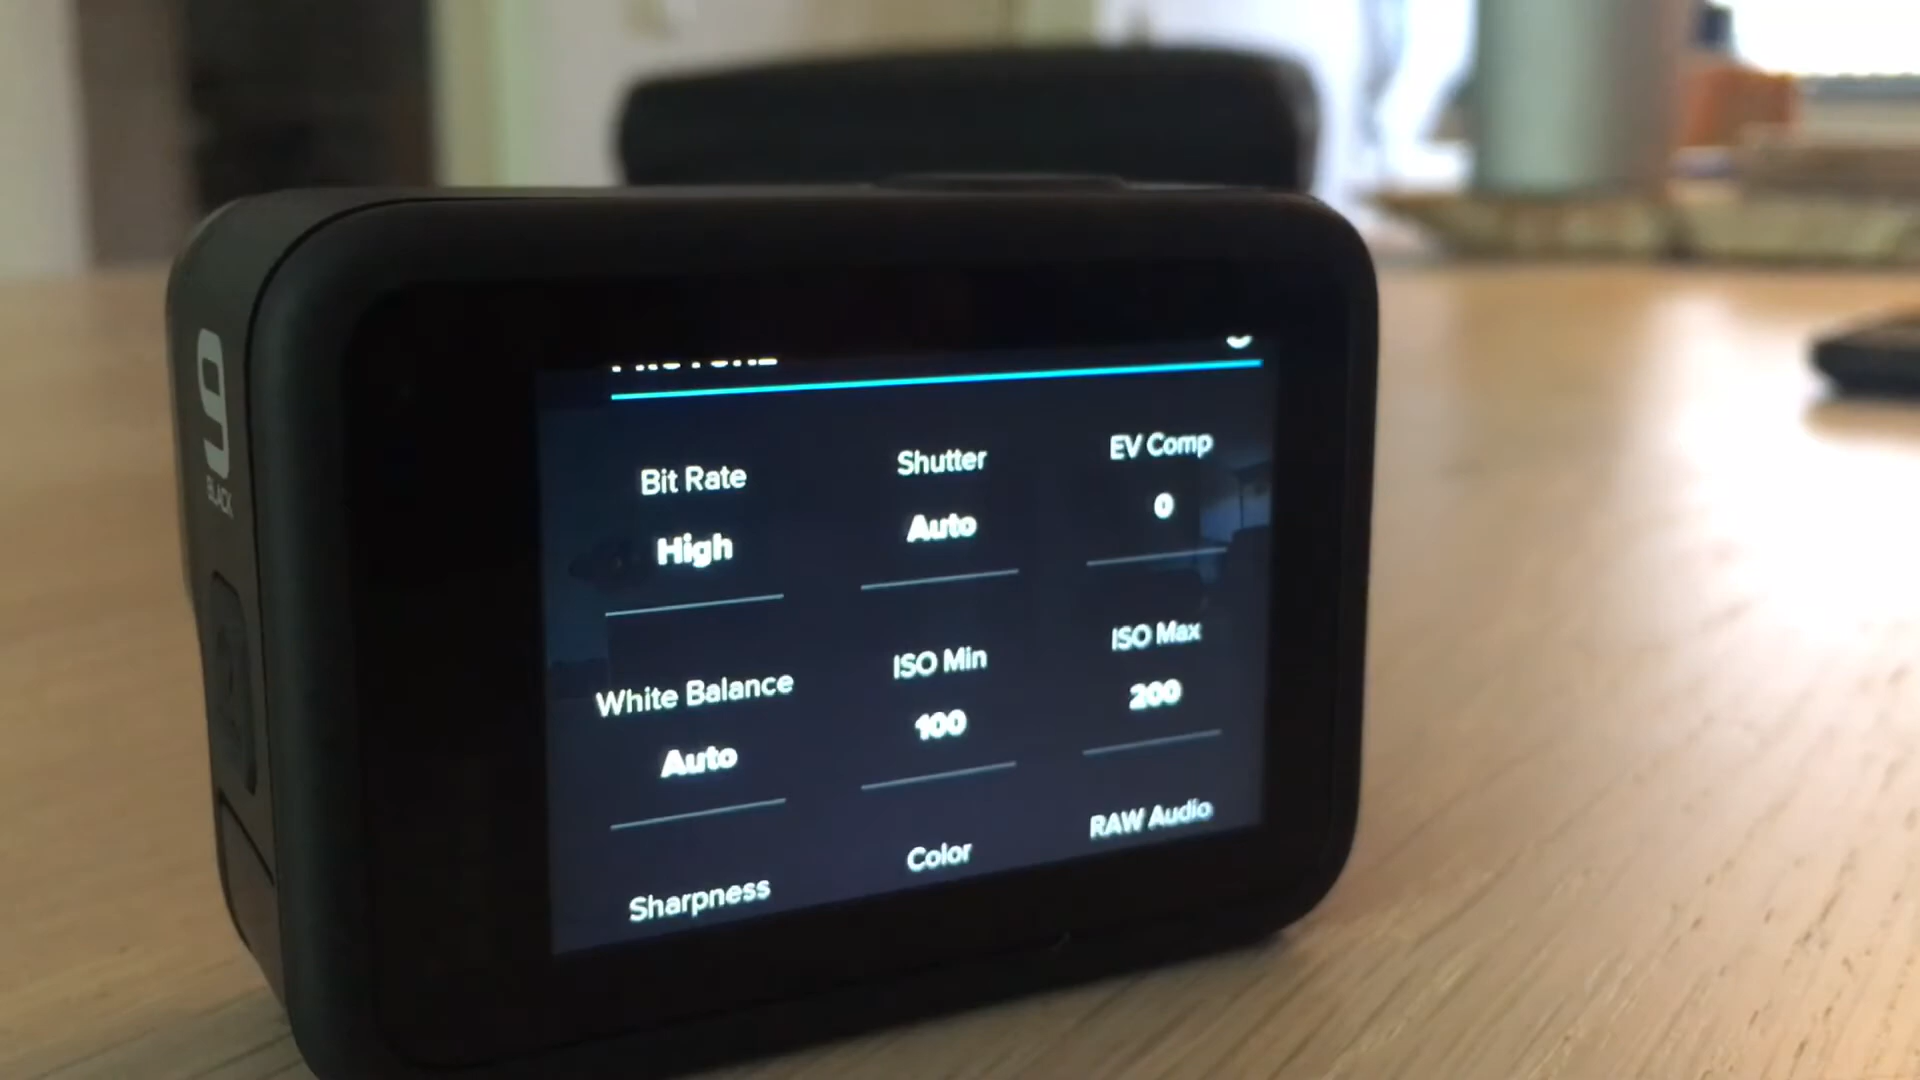 9
BLACK
Bit Rate
High
Shutter
Auto
EV Comp
0
White Balance
Auto
ISO Min
100
ISO Max
200
Sharpness
Color
RAW Audio